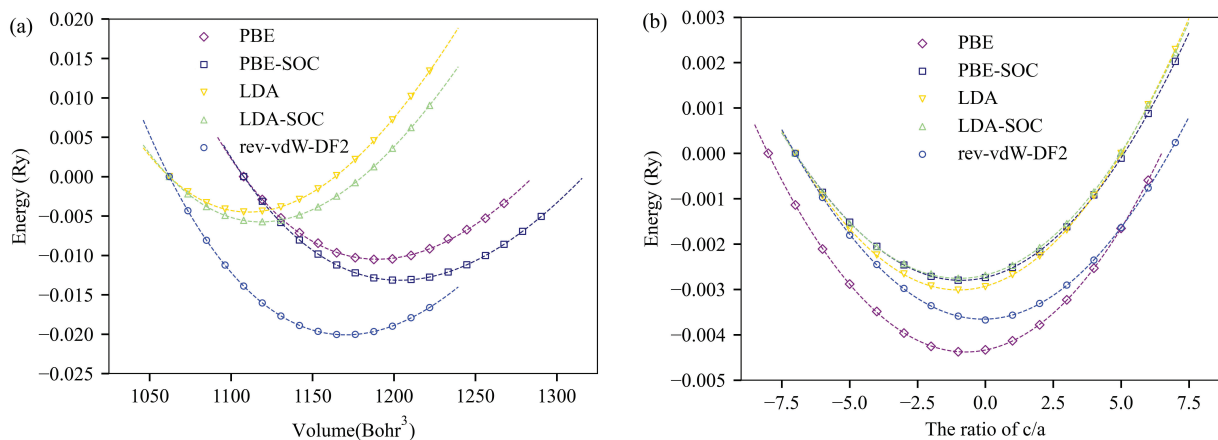 (a)
0.020
0.015
0.010
0.005
0.000
−0.005
−0.010
−0.015
−0.020
−0.025
Energy (Ry)
PBE
PBE-SOC
LDA
LDA-SOC
rev-vdW-DF2
1050 1100 1150 1200 1250 1300
Volume(Bohr³)
(b)
0.003
0.002
0.001
0.000
−0.001
−0.002
−0.003
−0.004
−0.005
Energy (Ry)
PBE
PBE-SOC
LDA
LDA-SOC
rev-vdW-DF2
−7.5 −5.0 −2.5 0.0 2.5 5.0 7.5
The ratio of c/a